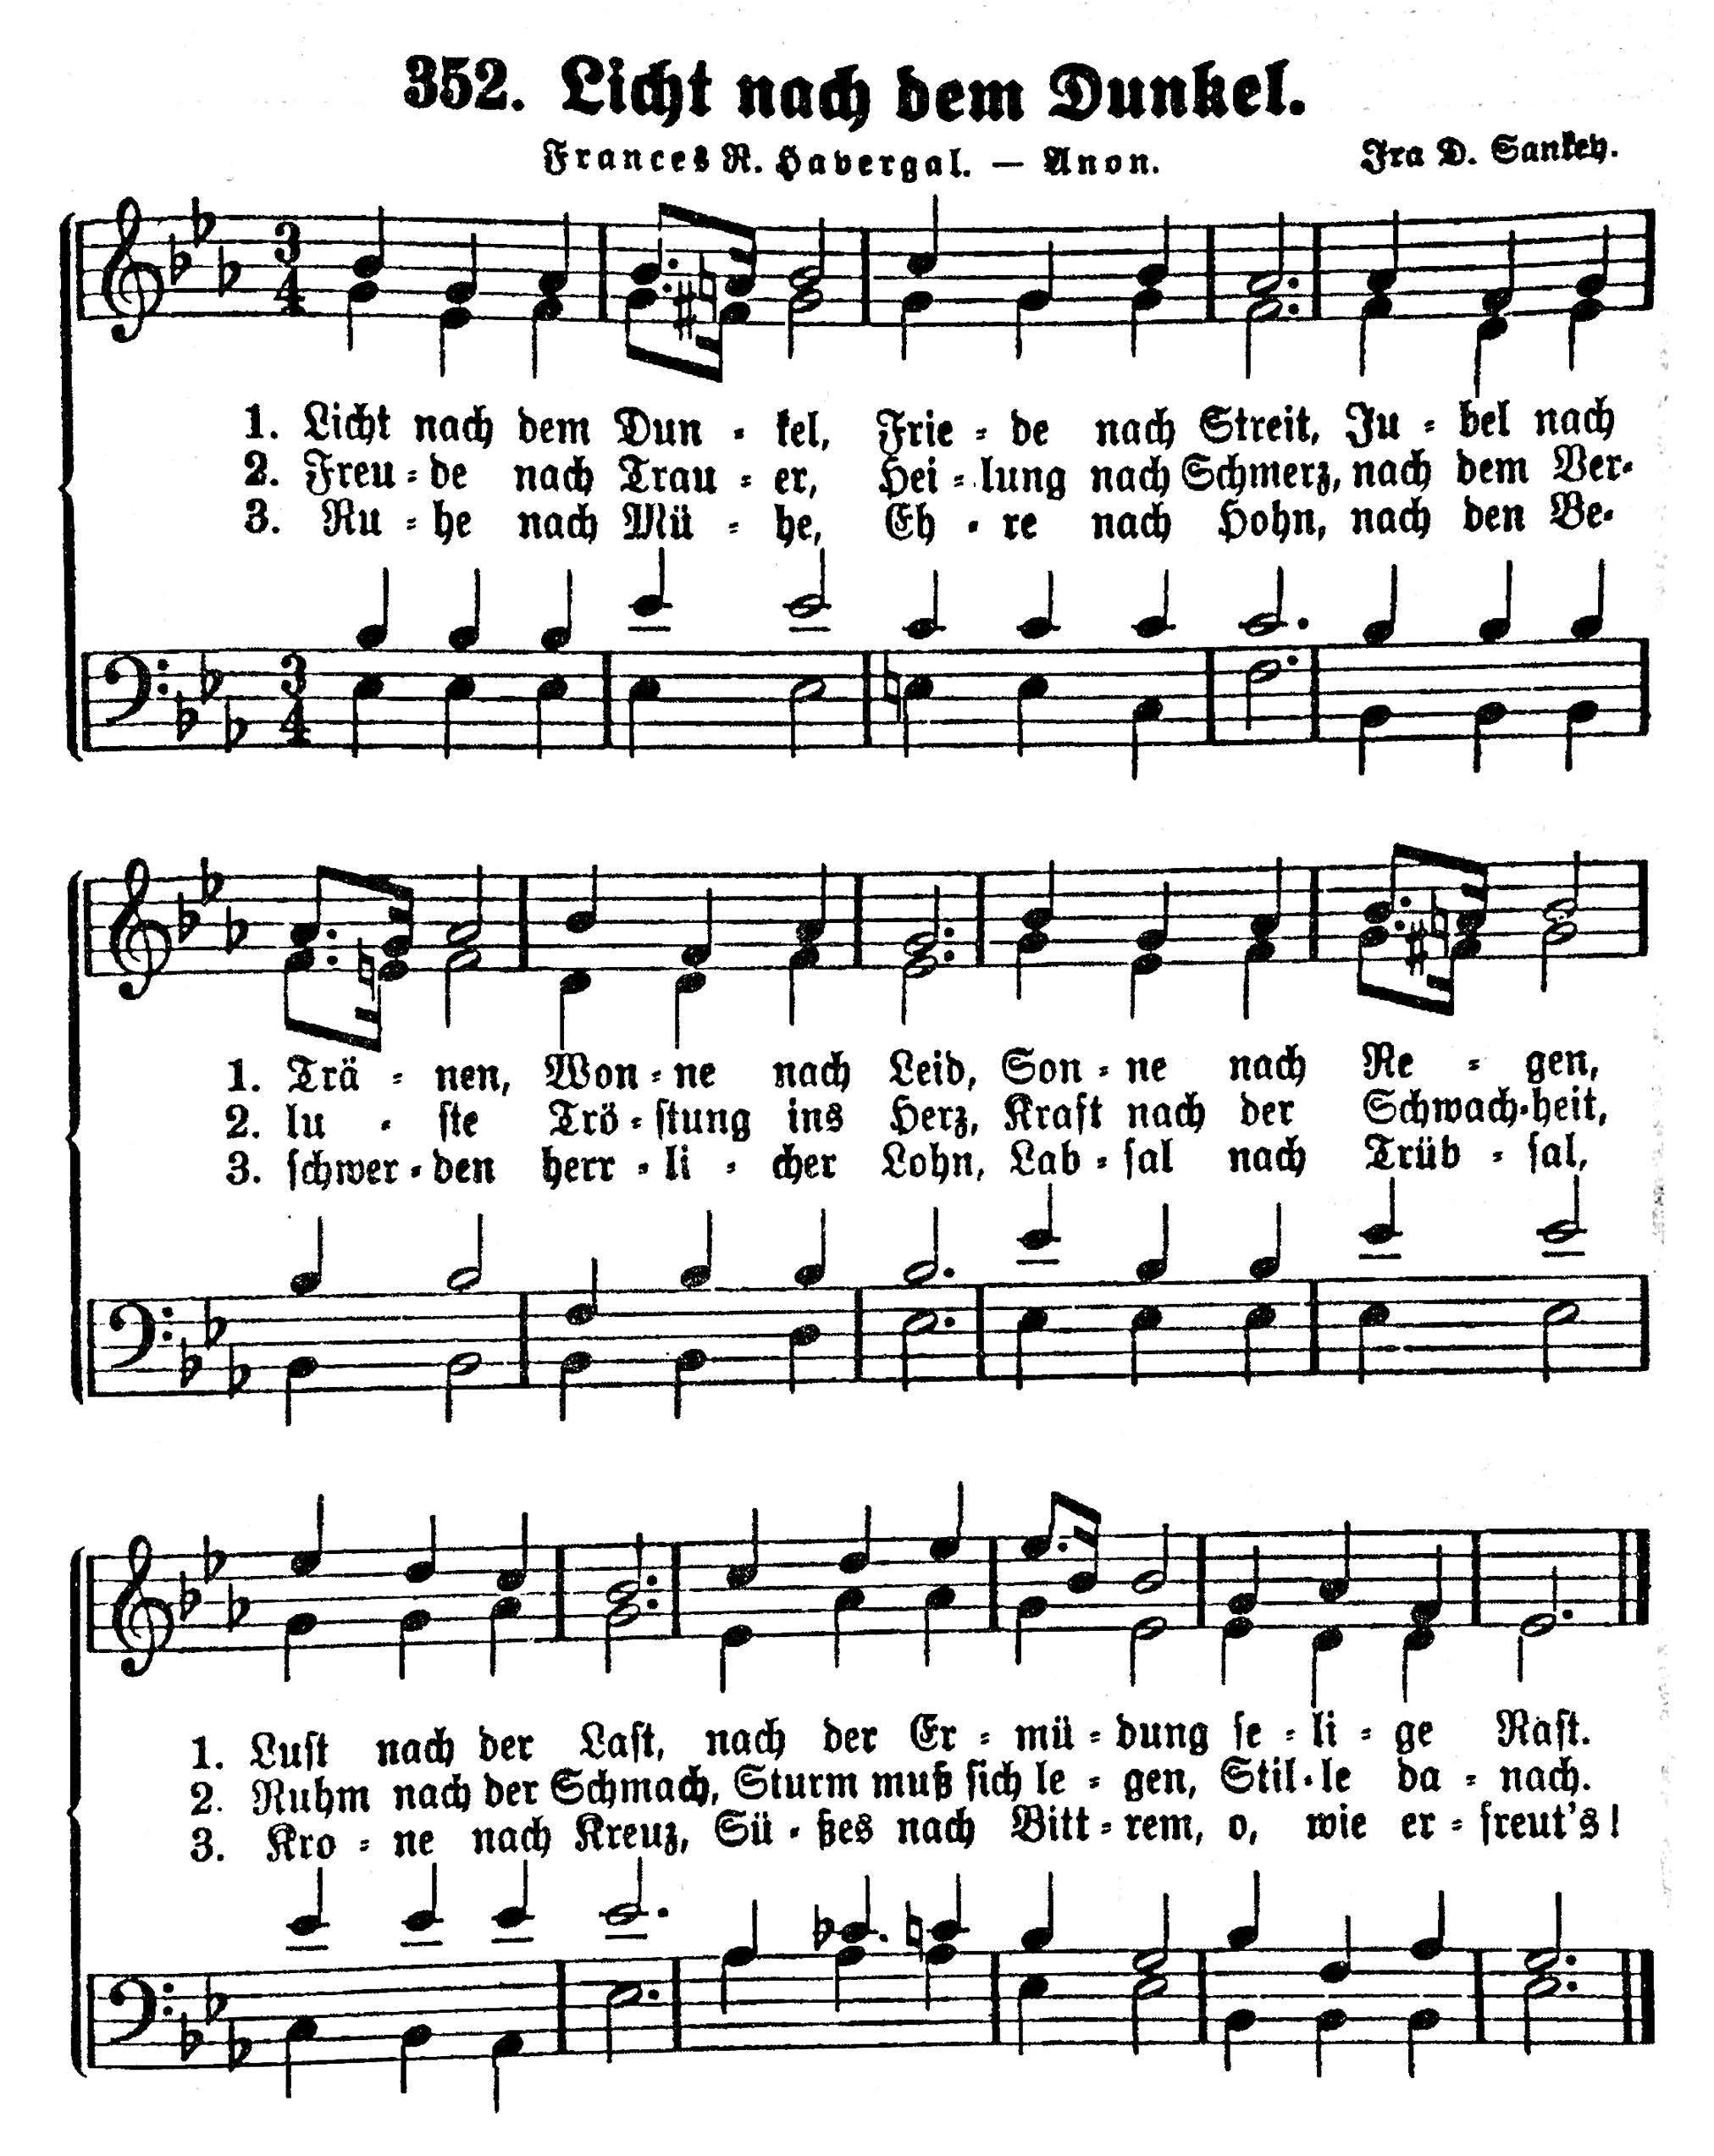 352. Licht nach dem Dunkel.
Frances R. Havergal. — Anon. Ira D. Sankey.
3 4
1. Licht nach dem Dun - kel, Frie - de nach Streit, Ju - bel nach
2. Freu - de nach Trau - er, Hei - lung nach Schmerz, nach dem Ver-
3. Ru - he nach Mü - he, Eh - re nach Hohn, nach den Be-
3 4
1. Trä - nen, Won - ne nach Leid, Son - ne nach Re - gen,
2. lu - ste Trö - stung ins Herz, Kraft nach der Schwach-heit,
3. schwer - den herr - li - cher Lohn, Lab - sal nach Trüb - sal,
1. Lust nach der Last, nach der Er - mü - dung se - li - ge Rast.
2. Ruhm nach der Schmach, Sturm muß sich le - gen, Stil - le da - nach.
3. Kro - ne nach Kreuz, Sü - ßes nach Bitt - rem, o, wie er - freut's!